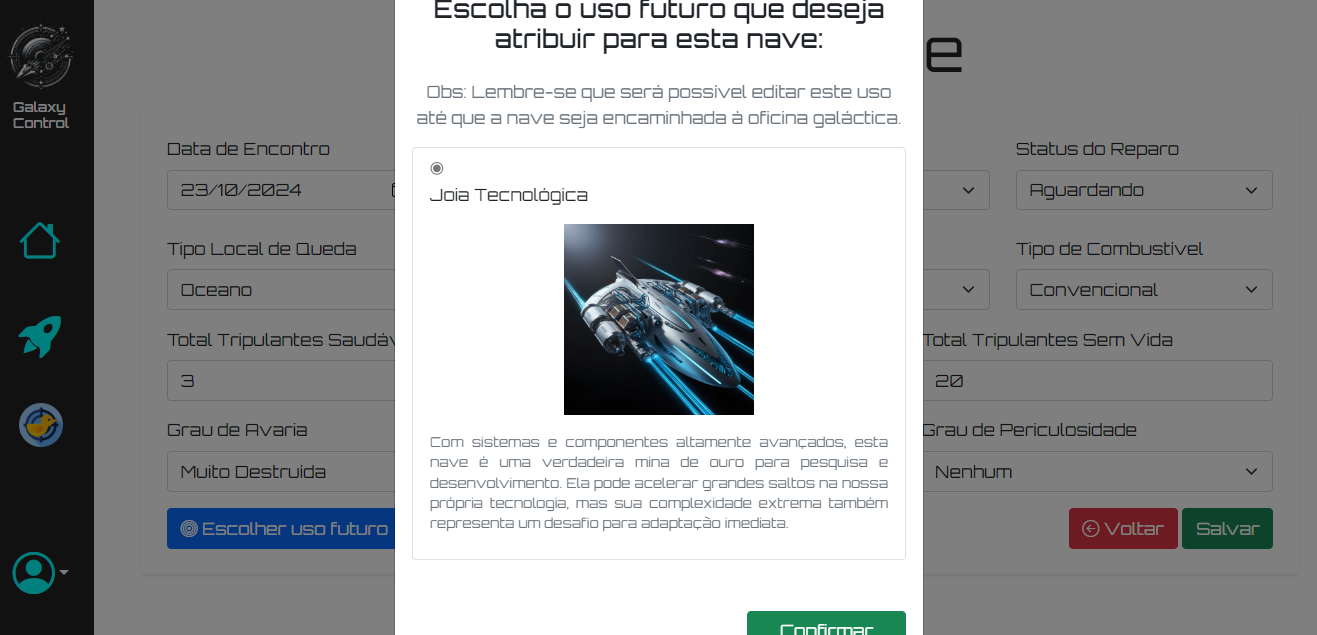 Escolha o uso futuro que deseja
atribuir para esta nave:
Obs: Lembre-se que será possível editar este uso
até que a nave seja encaminhada à oficina galáctica.
Joia Tecnológica
Com sistemas e componentes altamente avançados, esta
nave é uma verdadeira mina de ouro para pesquisa e
desenvolvimento. Ela pode acelerar grandes saltos na nossa
própria tecnologia, mas sua complexidade extrema também
representa um desafio para adaptação imediata.
Confirmar
Galaxy
Control
e
Data de Encontro
Status do Reparo
23/10/2024
Aguardando
Tipo Local de Queda
Tipo de Combustível
Oceano
Convencional
Total Tripulantes Saudáv
Total Tripulantes Sem Vida
3
20
Grau de Avaria
Grau de Periculosidade
Muito Destruída
Nenhum
Escolher uso futuro
Voltar
Salvar